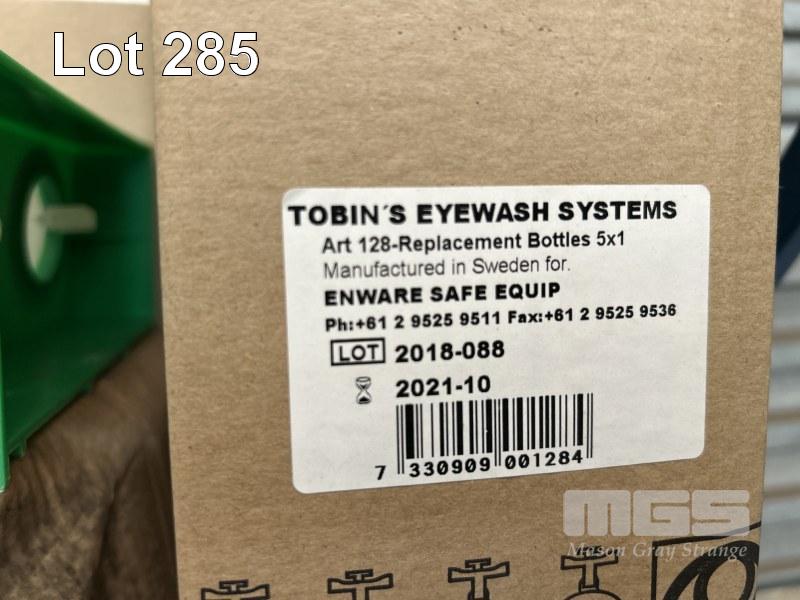 Lot 285
TOBIN´S EYEWASH SYSTEMS
Art 128-Replacement Bottles 5x1
Manufactured in Sweden for.
ENWARE SAFE EQUIP
Ph:+61 2 9525 9511 Fax:+61 2 9525 9536
LOT 2018-088
2021-10
7 330909 001284
MGS
Mason Gray Strange